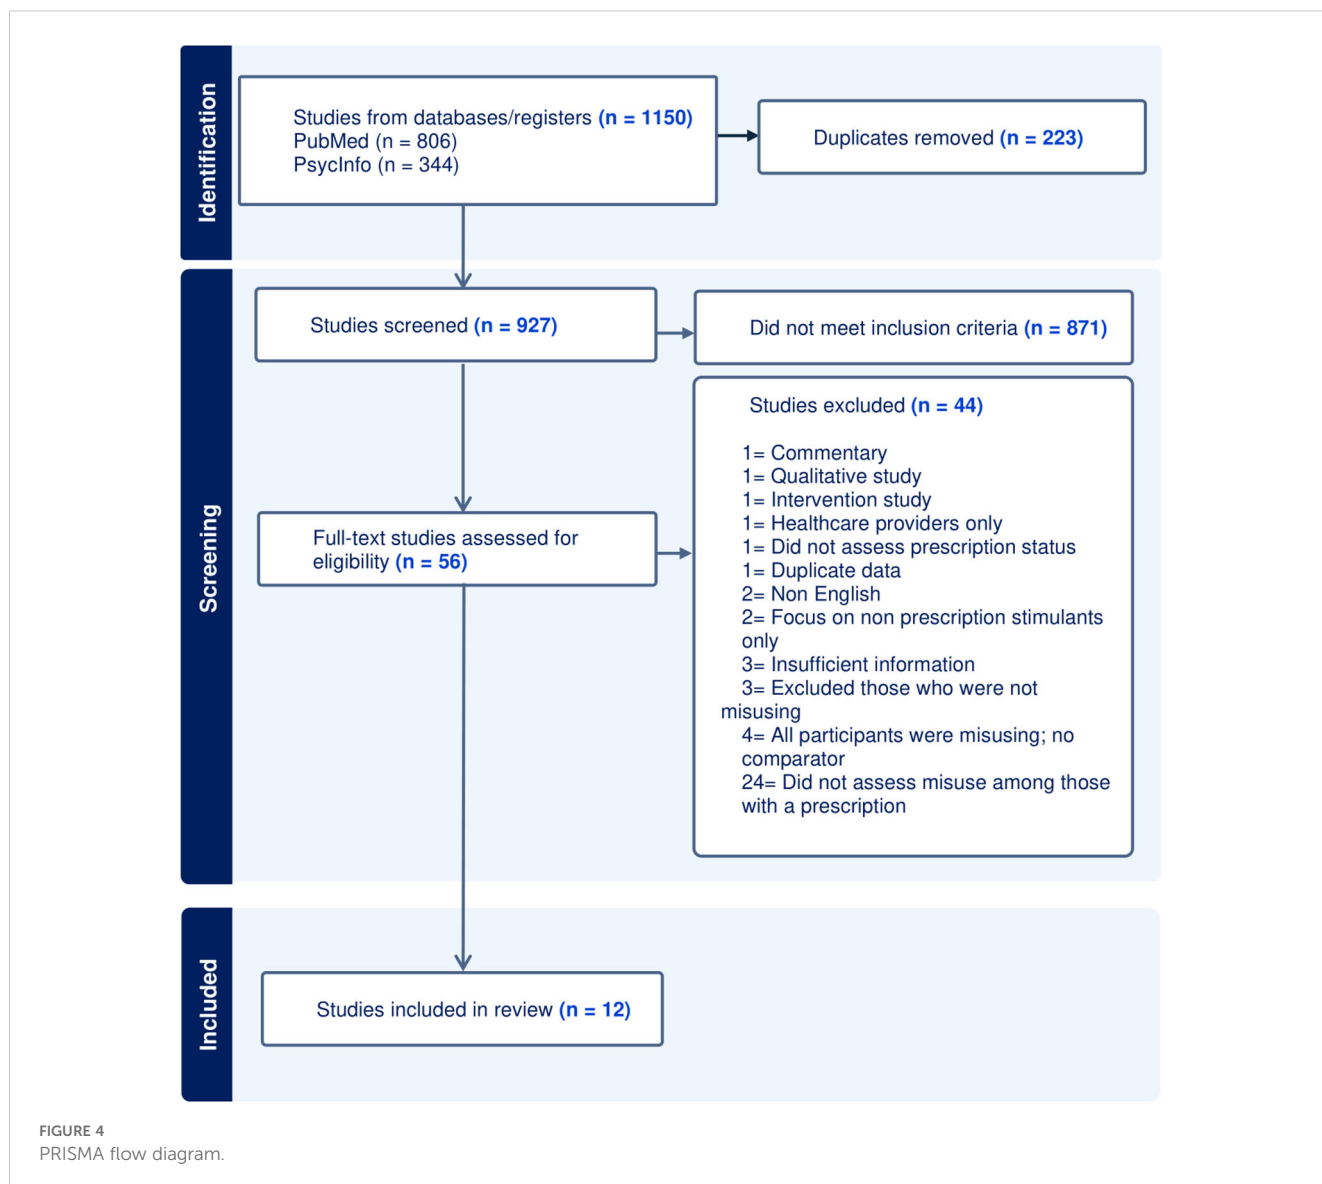 Identification
Studies from databases/registers (n = 1150)
PubMed (n = 806)
PsycInfo (n = 344)
Duplicates removed (n = 223)
Screening
Studies screened (n = 927)
Did not meet inclusion criteria (n = 871)
Full-text studies assessed for
eligibility (n = 56)
Studies excluded (n = 44)
1= Commentary
1= Qualitative study
1= Intervention study
1= Healthcare providers only
1= Did not assess prescription status
1= Duplicate data
2= Non English
2= Focus on non prescription stimulants
only
3= Insufficient information
3= Excluded those who were not
misusing
4= All participants were misusing; no
comparator
24= Did not assess misuse among those
with a prescription
Included
Studies included in review (n = 12)
FIGURE 4
PRISMA flow diagram.